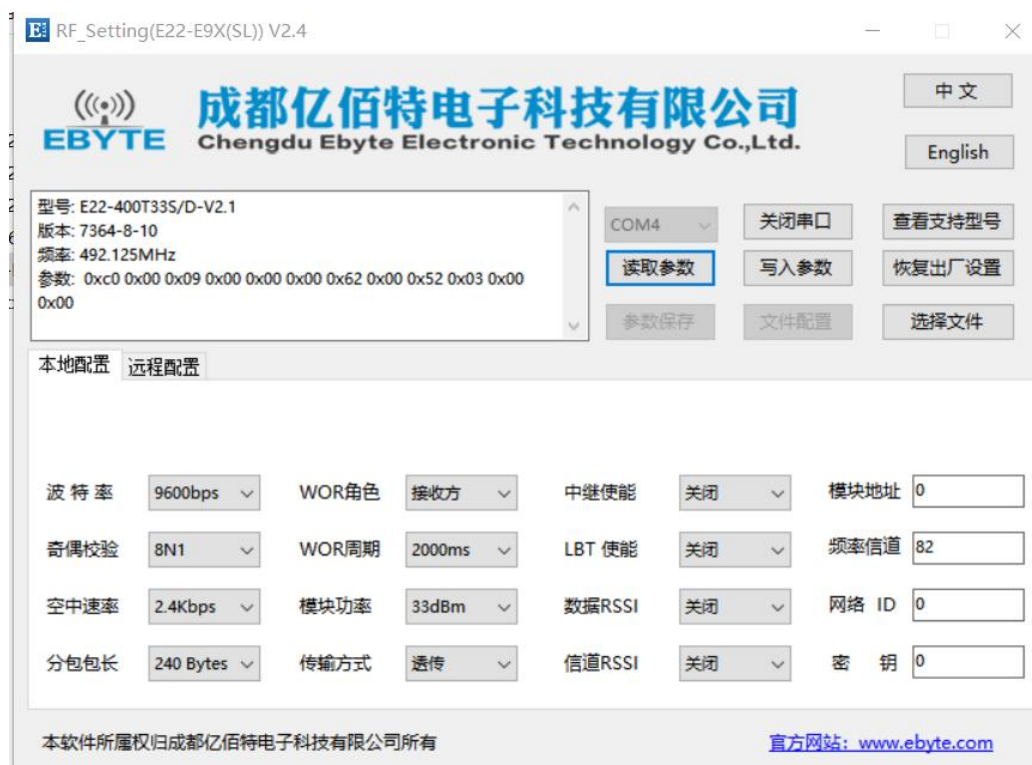 RF_Setting(E22-E9X(SL)) V2.4
EBYTE
成都亿佰特电子科技有限公司
Chengdu Ebyte Electronic Technology Co.,Ltd.
中 文
English
型号: E22-400T33S/D-V2.1
版本: 7364-8-10
频率: 492.125MHz
参数: 0xc0 0x00 0x09 0x00 0x00 0x00 0x62 0x00 0x52 0x03 0x00
0x00
COM4 关闭串口 查看支持型号
读取参数 写入参数 恢复出厂设置
参数保存 文件配置 选择文件
本地配置 远程配置
波 特 率 9600bps WOR角色 接收方 中继使能 关闭 模块地址 0
奇偶校验 8N1 WOR周期 2000ms LBT 使能 关闭 频率信道 82
空中速率 2.4Kbps 模块功率 33dBm 数据RSSI 关闭 网络 ID 0
分包包长 240 Bytes 传输方式 透传 信道RSSI 关闭 密 钥 0
本软件所属权归成都亿佰特电子科技有限公司所有 官方网站：www.ebyte.com